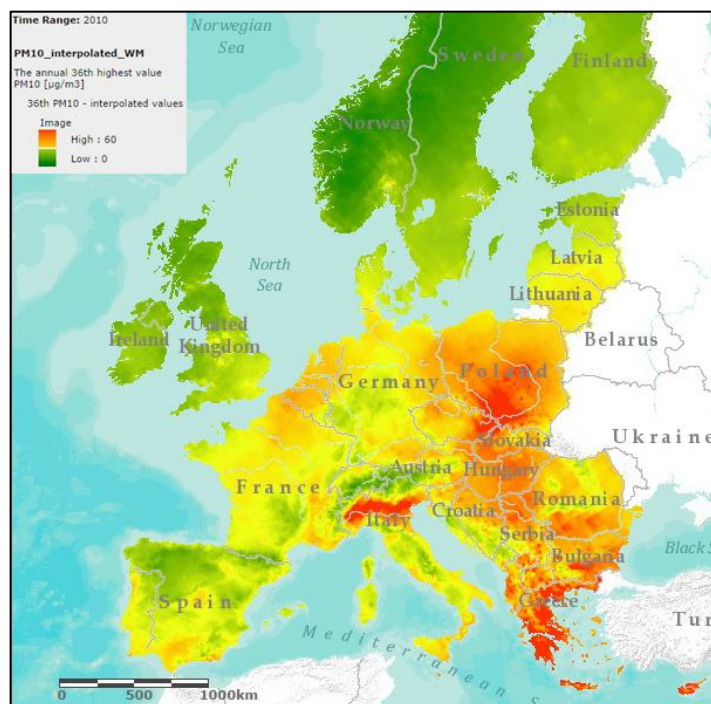 Time Range: 2010
PM10_interpolated_WM
The annual 36th highest value
PM10 [µg/m3]
36th PM10 - interpolated values
Image
High : 60
Low : 0
Norwegian
Sea
Sweden
Finland
Norway
Estonia
North
Sea
Latvia
Lithuania
Ireland
United
Kingdom
Belarus
Germany
Poland
Ukraine
Slovakia
Austria
Hungary
France
Romania
Croatia
Italy
Serbia
Bulgaria
Black S
Spain
Greece
Tur
Mediterranean S
0 500 1000km